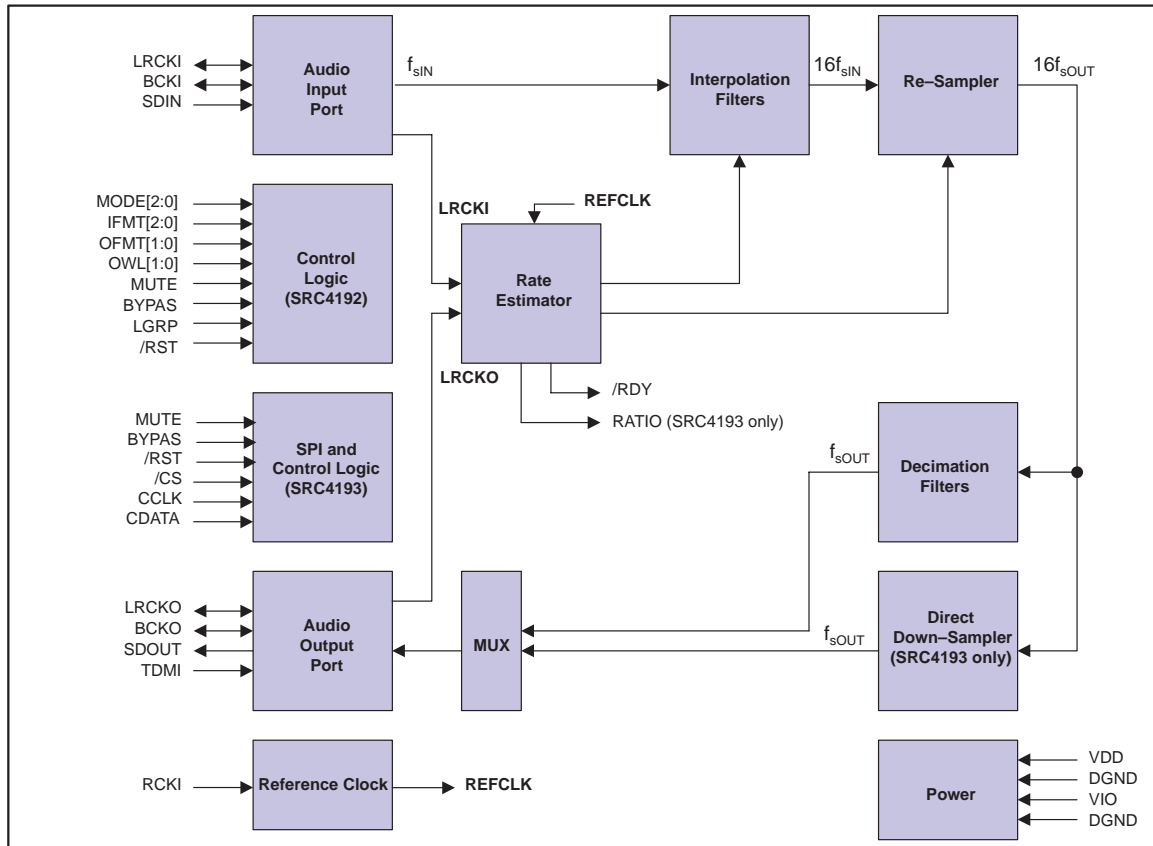 LRCKI
BCKI
SDIN
Audio
Input
Port
fsIN
Interpolation
Filters
16fsIN
Re–Sampler
16fsOUT
MODE[2:0]
IFMT[2:0]
OFMT[1:0]
OWL[1:0]
MUTE
BYPAS
LGRP
/RST
Control
Logic
(SRC4192)
LRCKI
REFCLK
Rate
Estimator
LRCKO
/RDY
RATIO (SRC4193 only)
MUTE
BYPAS
/RST
/CS
CCLK
CDATA
SPI and
Control Logic
(SRC4193)
fsOUT
Decimation
Filters
LRCKO
BCKO
SDOUT
TDMI
Audio
Output
Port
MUX
fsOUT
Direct
Down–Sampler
(SRC4193 only)
RCKI
Reference Clock
REFCLK
Power
VDD
DGND
VIO
DGND